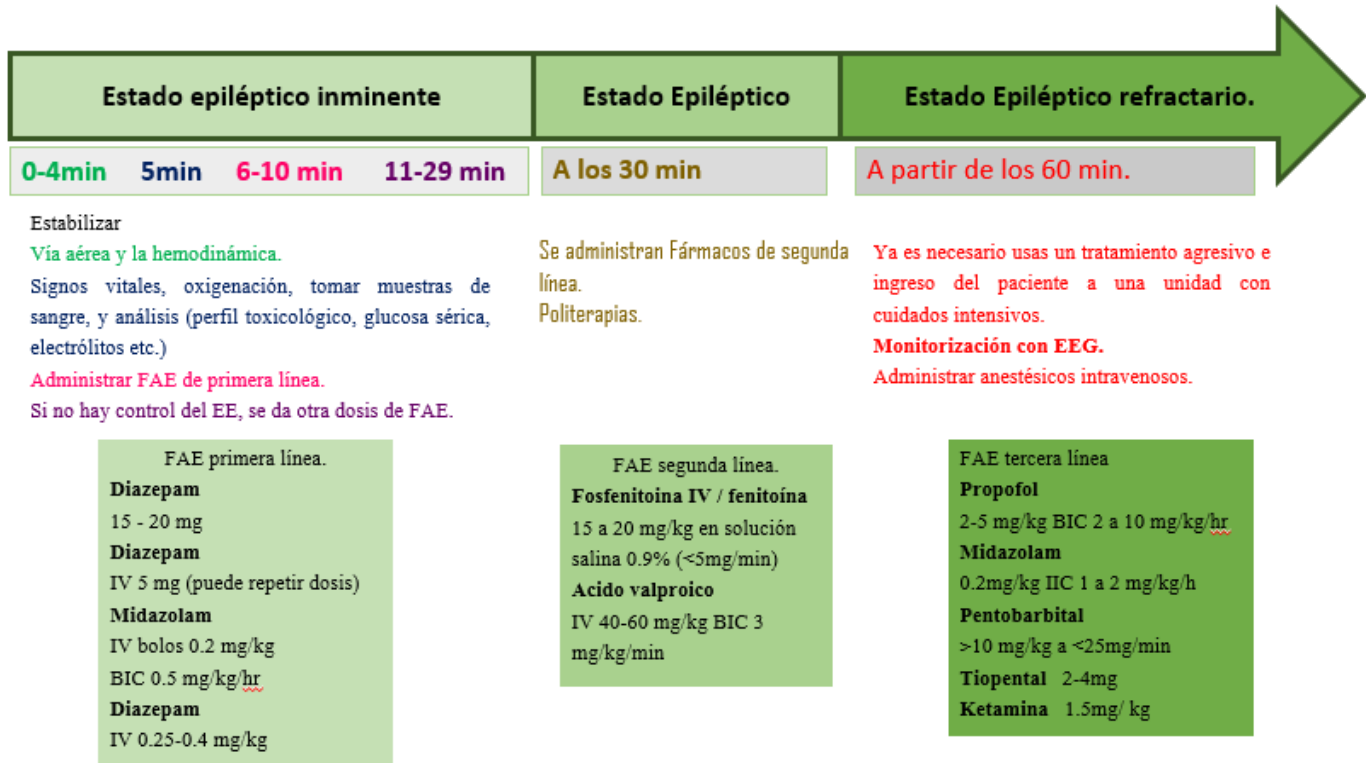 Estado epiléptico inminente
Estado Epiléptico
Estado Epiléptico refractario.
0-4min 5min 6-10 min 11-29 min
A los 30 min
A partir de los 60 min.
Estabilizar
Vía aérea y la hemodinámica.
Signos vitales, oxigenación, tomar muestras de
sangre, y análisis (perfil toxicológico, glucosa sérica,
electrólitos etc.)
Administrar FAE de primera línea.
Si no hay control del EE, se da otra dosis de FAE.
Se administran Fármacos de segunda
línea.
Politerapias.
Ya es necesario usas un tratamiento agresivo e
ingreso del paciente a una unidad con
cuidados intensivos.
Monitorización con EEG.
Administrar anestésicos intravenosos.
FAE primera línea.
Diazepam
15 - 20 mg
Diazepam
IV 5 mg (puede repetir dosis)
Midazolam
IV bolos 0.2 mg/kg
BIC 0.5 mg/kg/hr
Diazepam
IV 0.25-0.4 mg/kg
FAE segunda línea.
Fosfenitoina IV / fenitoína
15 a 20 mg/kg en solución
salina 0.9% (<5mg/min)
Acido valproico
IV 40-60 mg/kg BIC 3
mg/kg/min
FAE tercera línea
Propofol
2-5 mg/kg BIC 2 a 10 mg/kg/hr
Midazolam
0.2mg/kg IIC 1 a 2 mg/kg/h
Pentobarbital
>10 mg/kg a <25mg/min
Tiopental 2-4mg
Ketamina 1.5mg/ kg